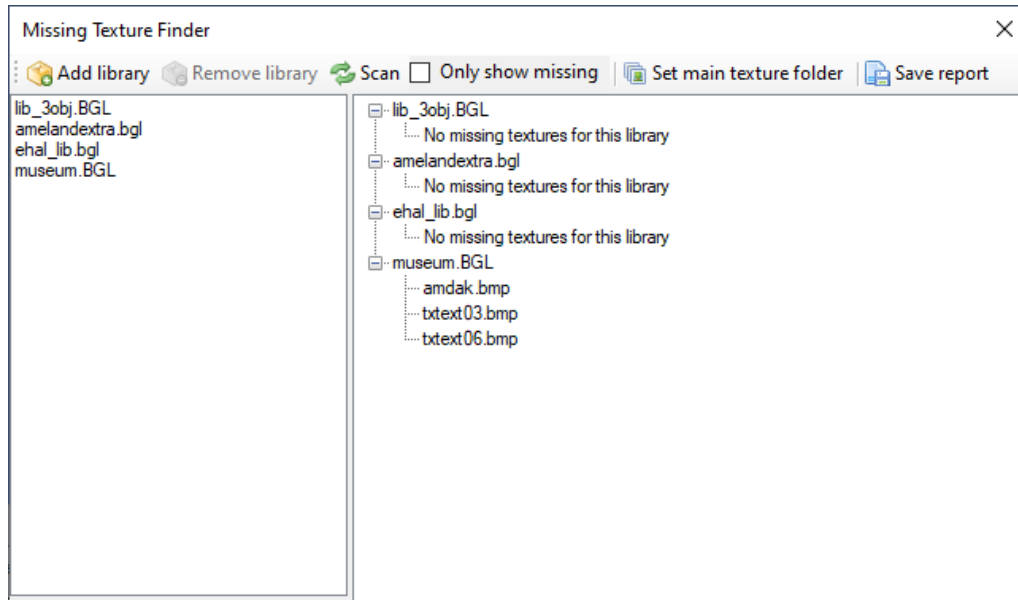 Missing Texture Finder
Add library Remove library Scan Only show missing Set main texture folder Save report
lib_3obj.BGL
amelandextra.bgl
ehal_lib.bgl
museum.BGL
lib_3obj.BGL
No missing textures for this library
amelandextra.bgl
No missing textures for this library
ehal_lib.bgl
No missing textures for this library
museum.BGL
amdak.bmp
txtext03.bmp
txtext06.bmp